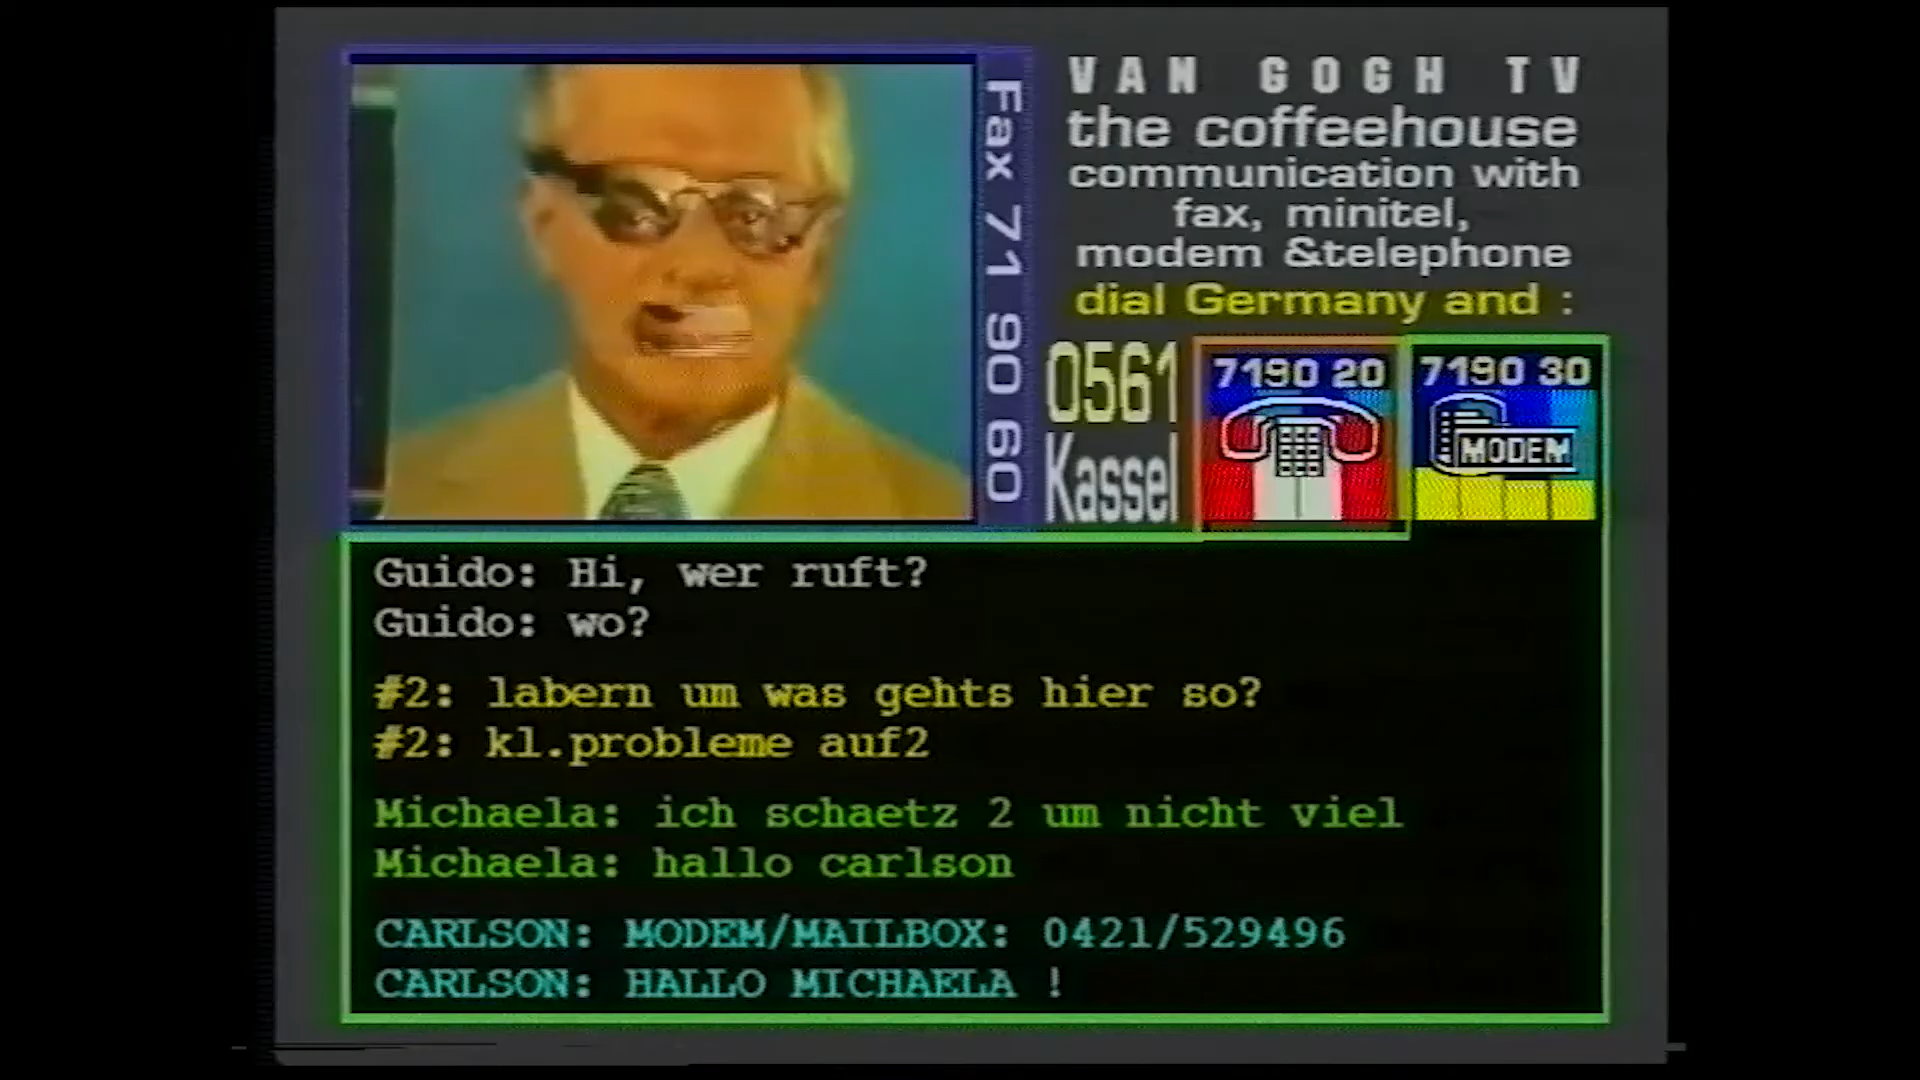 VAN GOGH TV
the coffeehouse
communication with
fax, minitel,
modem &telephone
dial Germany and :
Fax 71 90 60
0561
Kassel
7190 20
7190 30
MODEM
Guido: Hi, wer ruft?
Guido: wo?
#2: labern um was gehts hier so?
#2: kl.probleme auf2
Michaela: ich schaetz 2 um nicht viel
Michaela: hallo carlson
CARLSON: MODEM/MAILBOX: 0421/529496
CARLSON: HALLO MICHAELA !